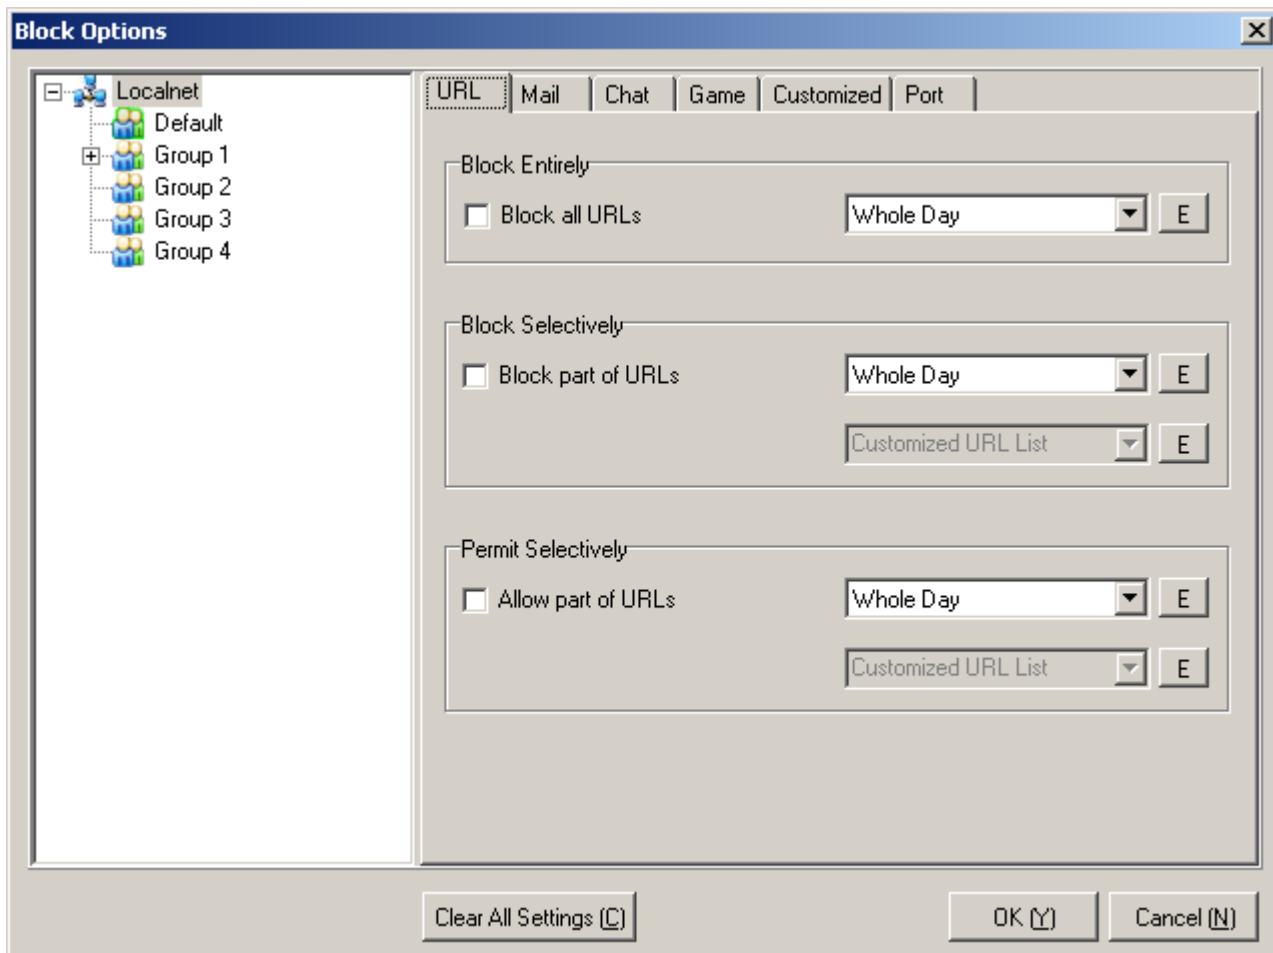 Block Options
Localnet
Default
Group 1
Group 2
Group 3
Group 4
URL Mail Chat Game Customized Port
Block Entirely
Block all URLs Whole Day E
Block Selectively
Block part of URLs Whole Day E
Customized URL List E
Permit Selectively
Allow part of URLs Whole Day E
Customized URL List E
Clear All Settings (C) OK (Y) Cancel (N)